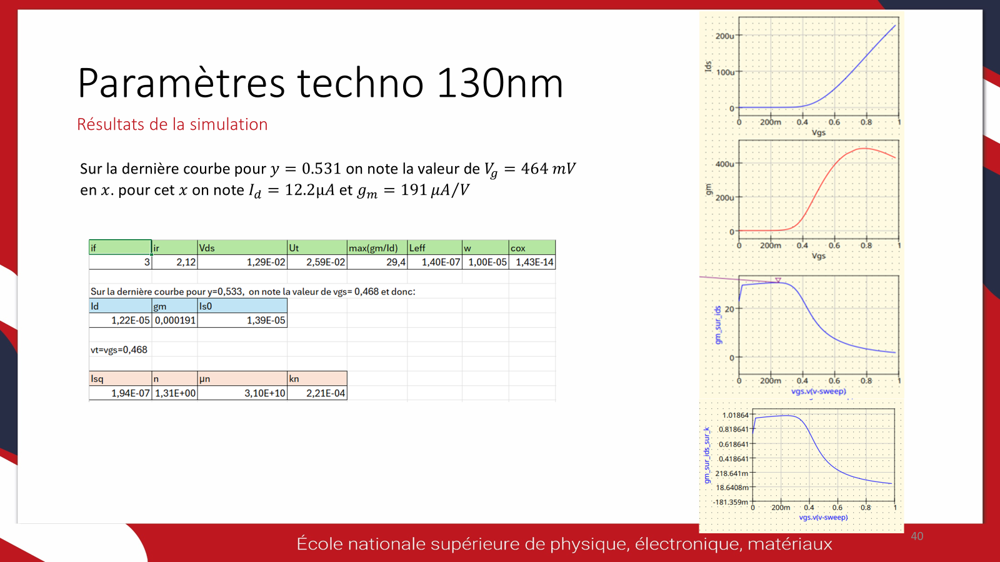 Paramètres techno 130nm
Résultats de la simulation
Sur la dernière courbe pour y = 0.531 on note la valeur de V_g = 464 mV
en x. pour cet x on note I_d = 12.2µA et g_m = 191 µA/V
if ir Vds Ut max(gm/Id) Leff w cox
3 2,12 1,29E-02 2,59E-02 29,4 1,40E-07 1,00E-05 1,43E-14
Sur la dernière courbe pour y=0,533, on note la valeur de vgs= 0,468 et donc:
Id gm Is0
1,22E-05 0,000191 1,39E-05
vt=vgs=0,468
Isq n µn kn
1,94E-07 1,31E+00 3,10E+10 2,21E-04
Ids
200u
100u
0
0 200m 0.4 0.6 0.8 1
Vgs
gm
400u
200u
0
0 200m 0.4 0.6 0.8 1
Vgs
gm_sur_ids
20
0
0 200m 0.4 0.6 0.8 1
vgs.v(v-sweep)
gm_sur_ids_sur_k
1.01864
0.818641
0.618641
0.418641
218.641m
18.6408m
-181.359m
0 200m 0.4 0.6 0.8 1
vgs.v(v-sweep)
École nationale supérieure de physique, électronique, matériaux
40